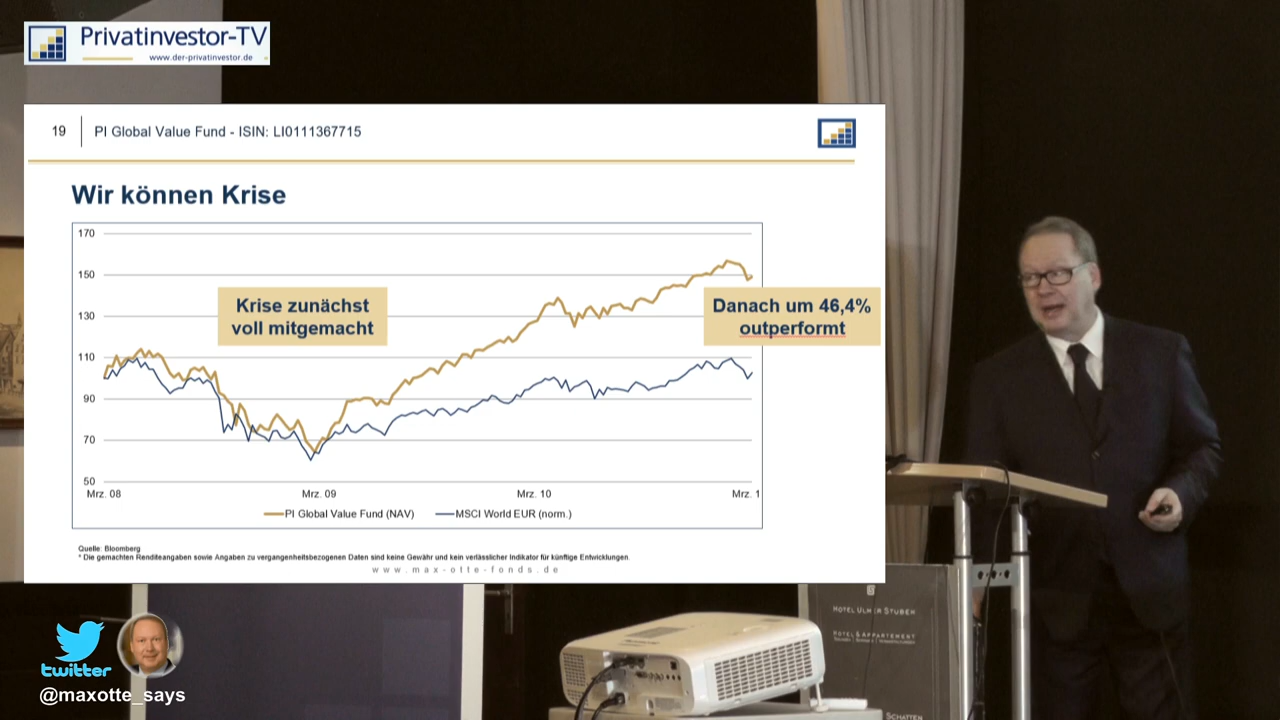 Privatinvestor-TV
www.der-privatinvestor.de
19
PI Global Value Fund - ISIN: LI0111367715
Wir können Krise
170
150
130
110
90
70
50
Krise zunächst
voll mitgemacht
Danach um 46,4%
outperformt
Mrz. 08
Mrz. 09
Mrz. 10
Mrz. 1
PI Global Value Fund (NAV)
MSCI World EUR (norm.)
Quelle: Bloomberg
* Die gemachten Renditeangaben sowie Angaben zu vergangenheitsbezogenen Daten sind keine Gewähr und kein verlässlicher Indikator für künftige Entwicklungen.
www.max-otte-fonds.de
HOTEL ULMER STUBEN
HOTEL & APPARTEMENT
SCHATTEN
twitter
@maxotte_says